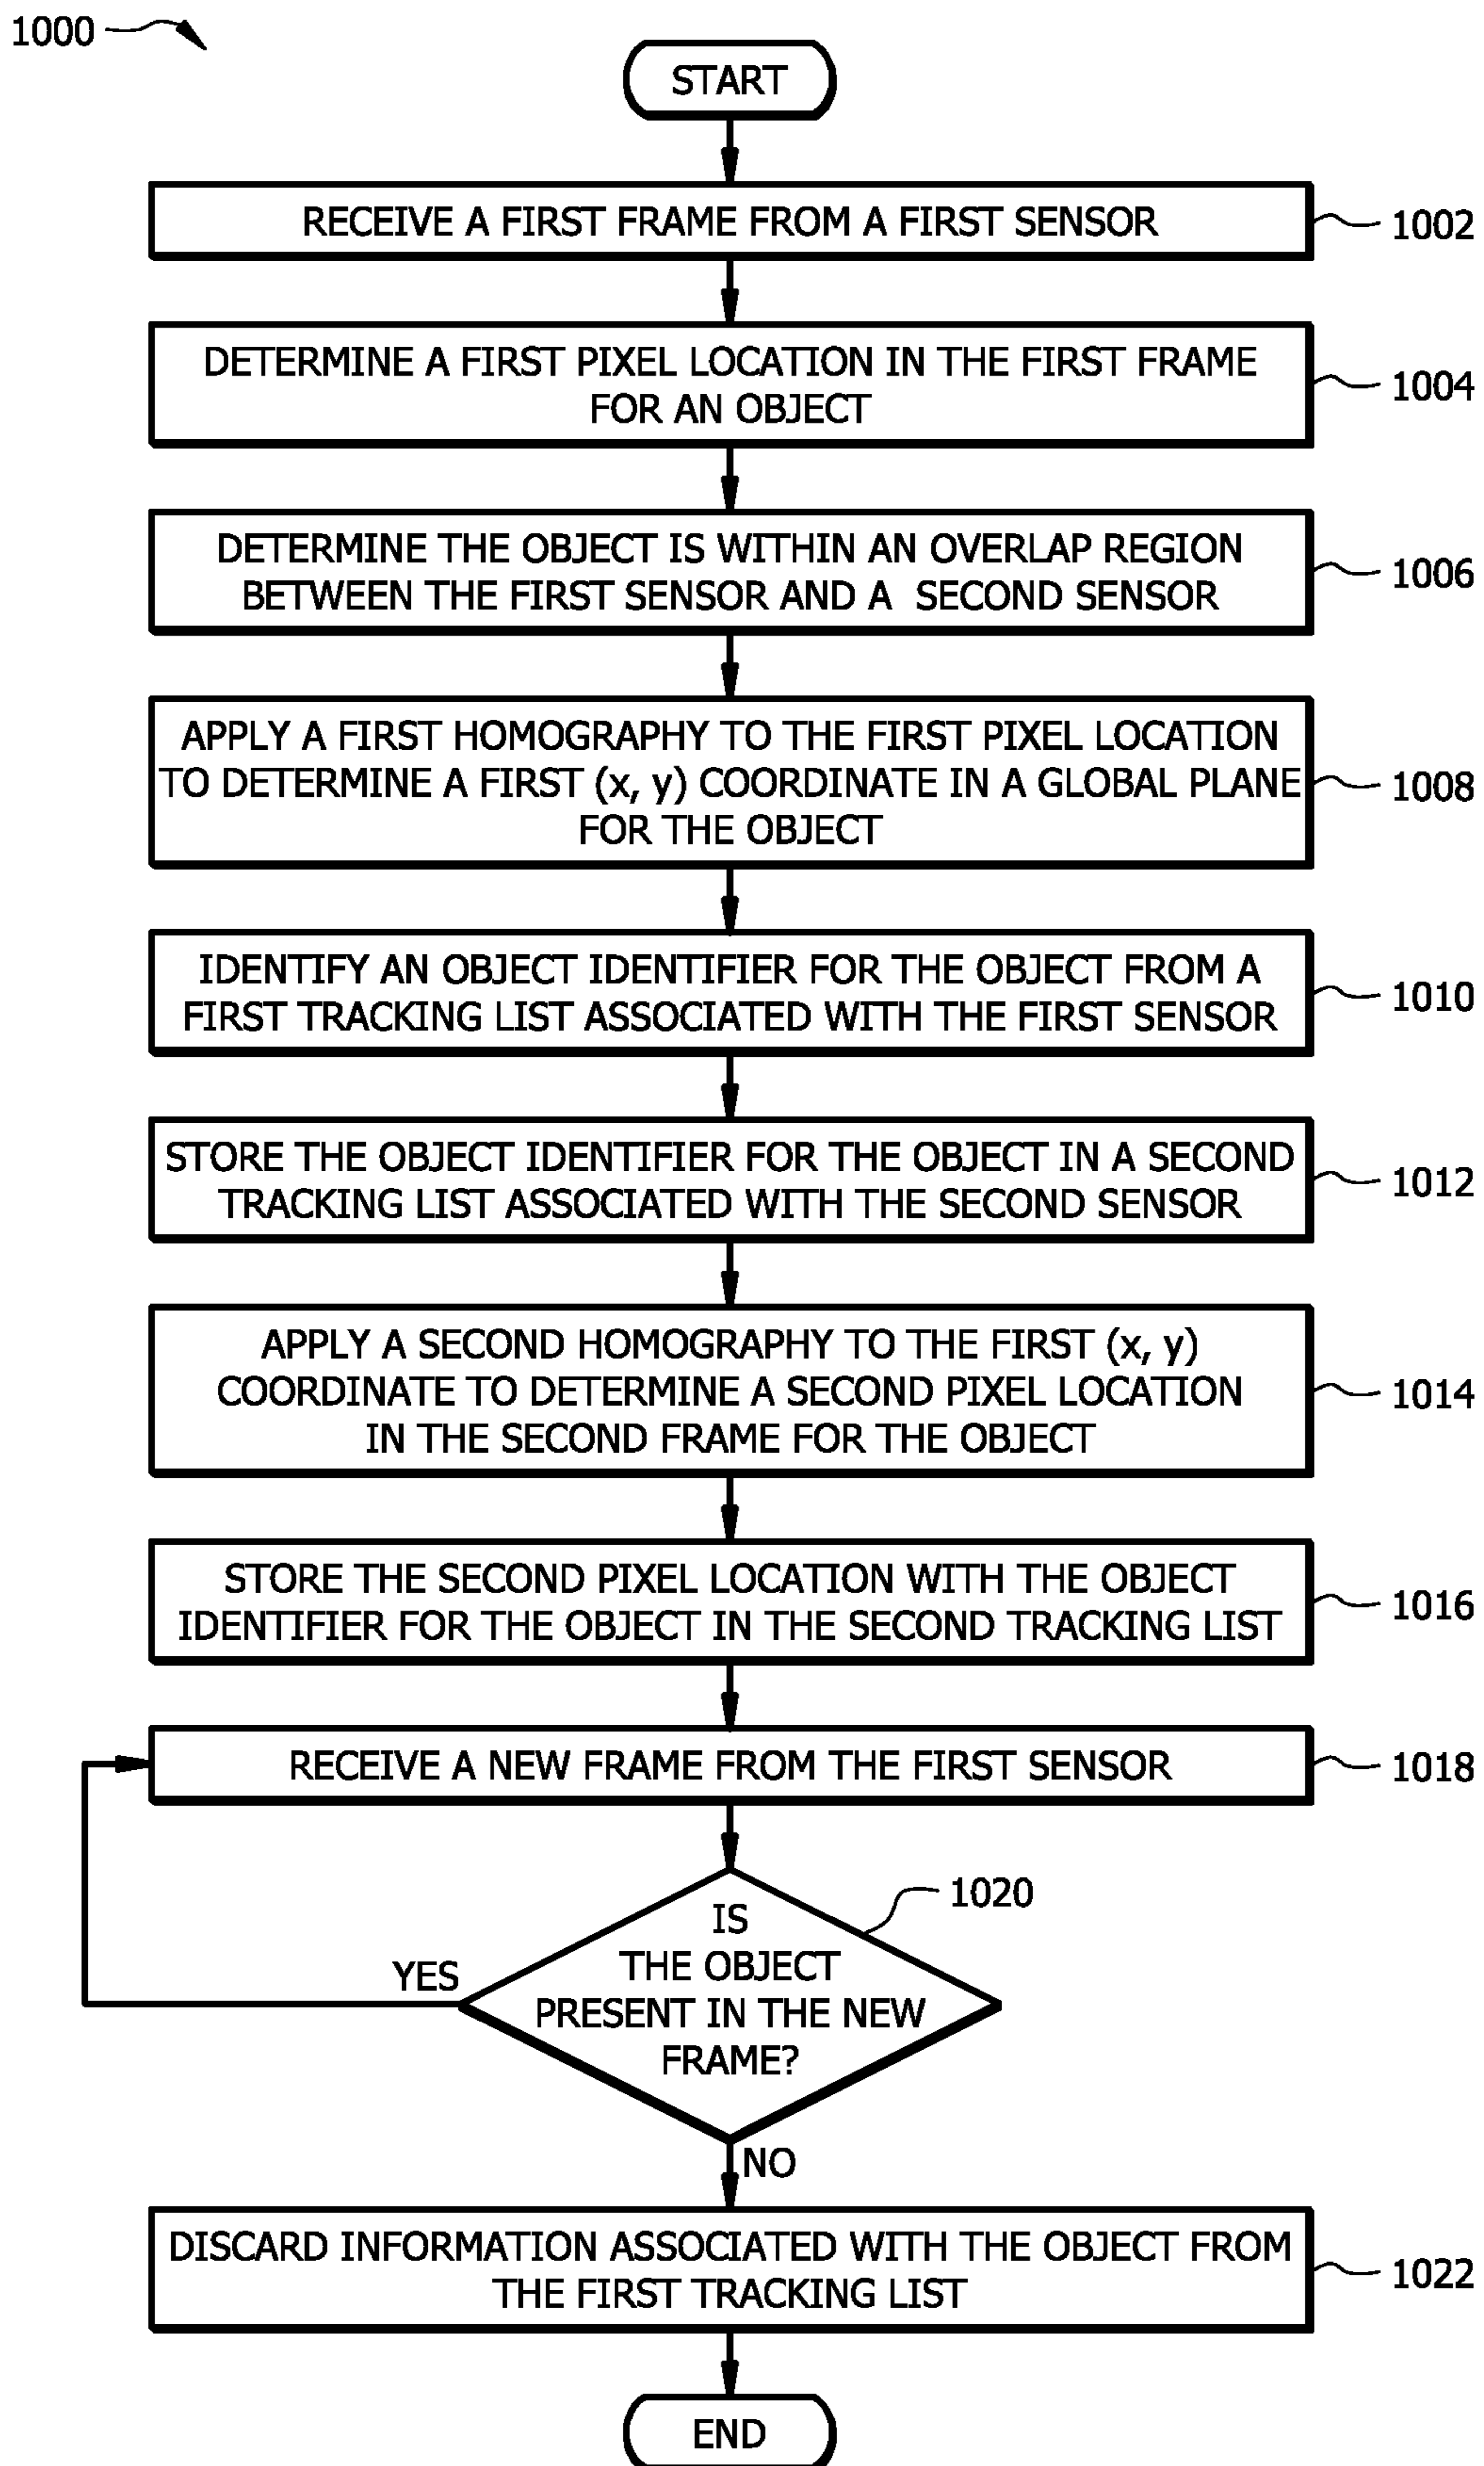 1000
START
RECEIVE A FIRST FRAME FROM A FIRST SENSOR
1002
DETERMINE A FIRST PIXEL LOCATION IN THE FIRST FRAME
FOR AN OBJECT
1004
DETERMINE THE OBJECT IS WITHIN AN OVERLAP REGION
BETWEEN THE FIRST SENSOR AND A SECOND SENSOR
1006
APPLY A FIRST HOMOGRAPHY TO THE FIRST PIXEL LOCATION
TO DETERMINE A FIRST (x, y) COORDINATE IN A GLOBAL PLANE
FOR THE OBJECT
1008
IDENTIFY AN OBJECT IDENTIFIER FOR THE OBJECT FROM A
FIRST TRACKING LIST ASSOCIATED WITH THE FIRST SENSOR
1010
STORE THE OBJECT IDENTIFIER FOR THE OBJECT IN A SECOND
TRACKING LIST ASSOCIATED WITH THE SECOND SENSOR
1012
APPLY A SECOND HOMOGRAPHY TO THE FIRST (x, y)
COORDINATE TO DETERMINE A SECOND PIXEL LOCATION
IN THE SECOND FRAME FOR THE OBJECT
1014
STORE THE SECOND PIXEL LOCATION WITH THE OBJECT
IDENTIFIER FOR THE OBJECT IN THE SECOND TRACKING LIST
1016
RECEIVE A NEW FRAME FROM THE FIRST SENSOR
1018
IS
THE OBJECT
PRESENT IN THE NEW
FRAME?
1020
YES
NO
DISCARD INFORMATION ASSOCIATED WITH THE OBJECT FROM
THE FIRST TRACKING LIST
1022
END